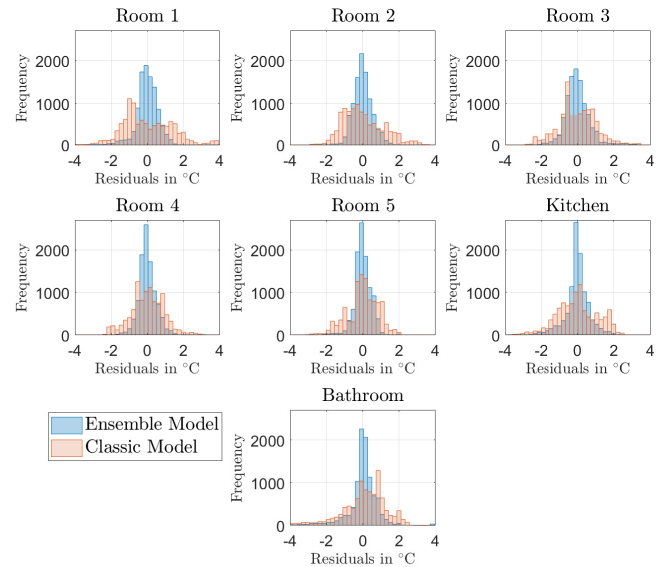 Room 1
Room 2
Room 3
Frequency
2000
1000
0
-4 -2 0 2 4
Residuals in °C
Frequency
2000
1000
0
-4 -2 0 2 4
Residuals in °C
Frequency
2000
1000
0
-4 -2 0 2 4
Residuals in °C
Room 4
Room 5
Kitchen
Frequency
2000
1000
0
-4 -2 0 2 4
Residuals in °C
Frequency
2000
1000
0
-4 -2 0 2 4
Residuals in °C
Frequency
2000
1000
0
-4 -2 0 2 4
Residuals in °C
Ensemble Model
Classic Model
Bathroom
Frequency
2000
1000
0
-4 -2 0 2 4
Residuals in °C